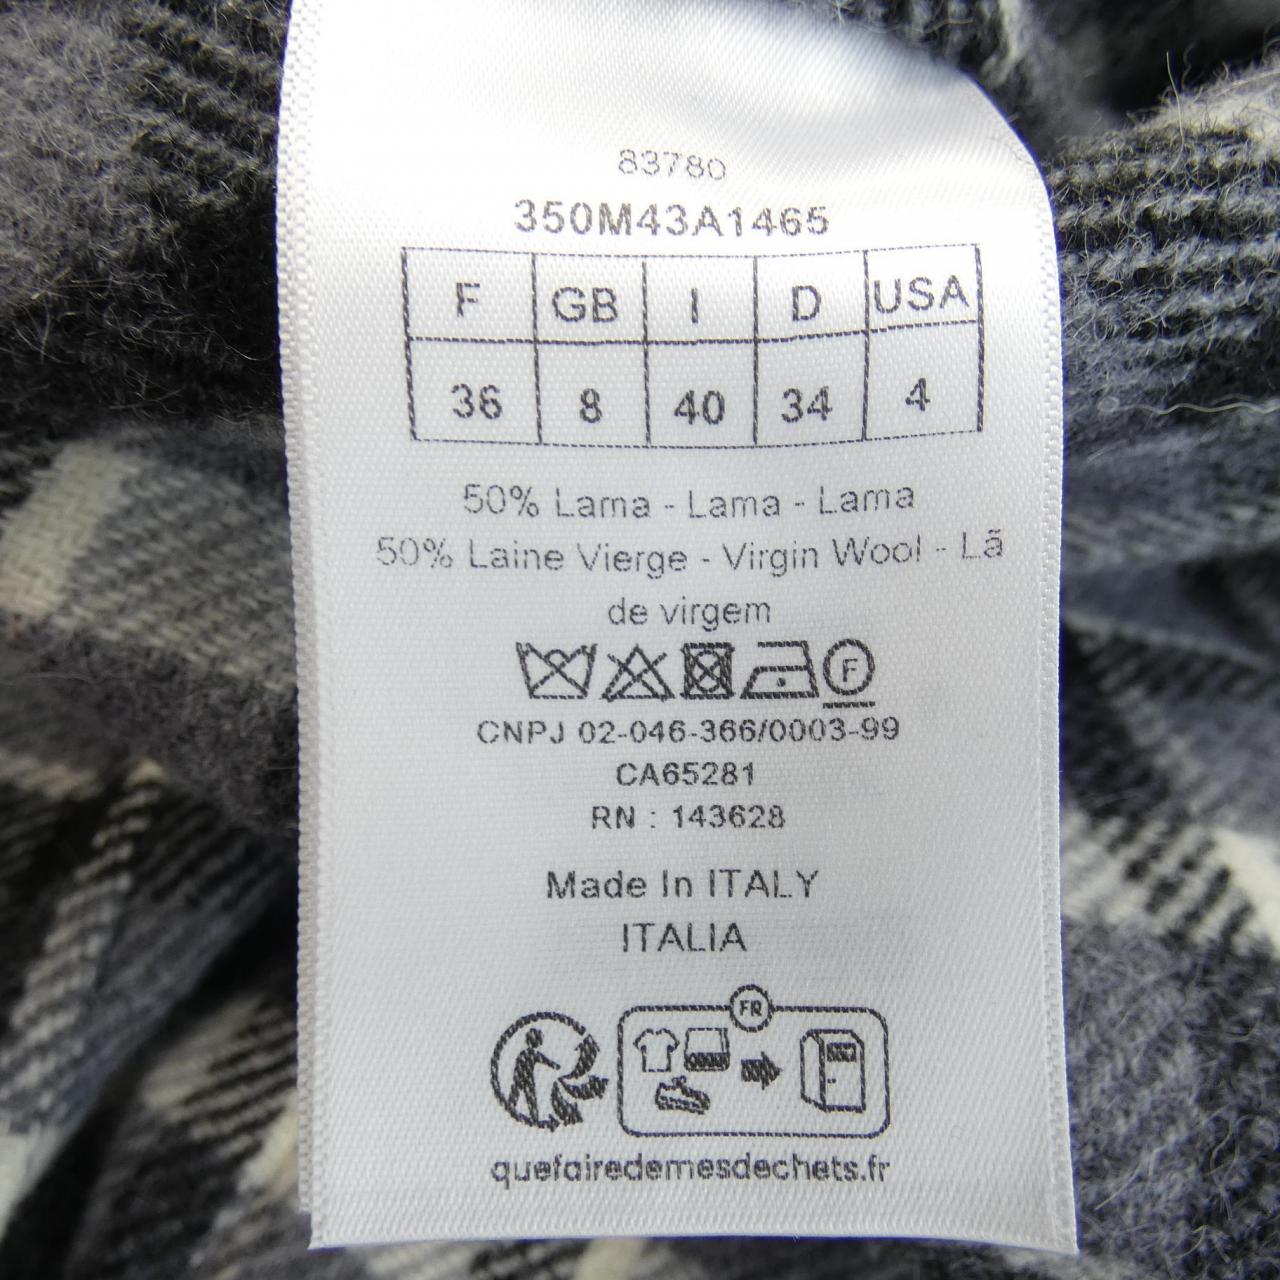 83780
350M43A1465
F GB I D USA
36 8 40 34 4
50% Lama - Lama - Lama
50% Laine Vierge - Virgin Wool - Lã
de virgem
F
CNPJ 02-046-366/0003-99
CA65281
RN : 143628
Made In ITALY
ITALIA
FR
quefairedemesdechets.fr